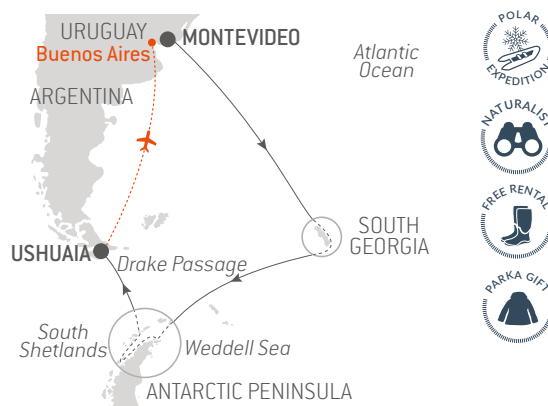 URUGUAY
MONTEVIDEO
Buenos Aires
Atlantic
Ocean
ARGENTINA
SOUTH
GEORGIA
USHUAIA
Drake Passage
South
Shetlands
Weddell Sea
ANTARCTIC PENINSULA
POLAR
EXPEDITION
NATURALIST
FREE RENTAL
PARKA GIFT